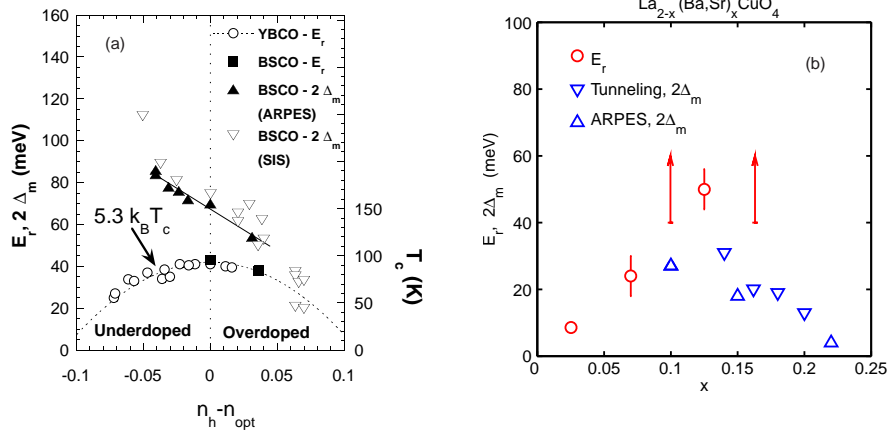 (a)
YBCO - E_r
BSCO - E_r
BSCO - 2 Δ_m
(ARPES)
BSCO - 2 Δ_m
(SIS)
5.3 k_B T_c
Underdoped
Overdoped
E_r, 2 Δ_m (meV)
160
140
120
100
80
60
40
20
0
T_c (K)
150
100
50
0
-0.1
-0.05
0
0.05
0.1
n_h-n_opt
La_{2-x}(Ba,Sr)_xCuO_4
(b)
E_r
Tunneling, 2Δ_m
ARPES, 2Δ_m
E_r, 2Δ_m (meV)
100
80
60
40
20
0
0
0.05
0.1
0.15
0.2
0.25
x